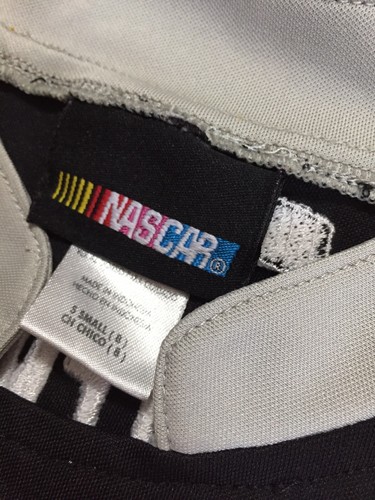 NASCAR®
MADE IN INDONESIA
HECHO EN INDONESIA
S SMALL ( 8 )
CH CHICO ( 8 )